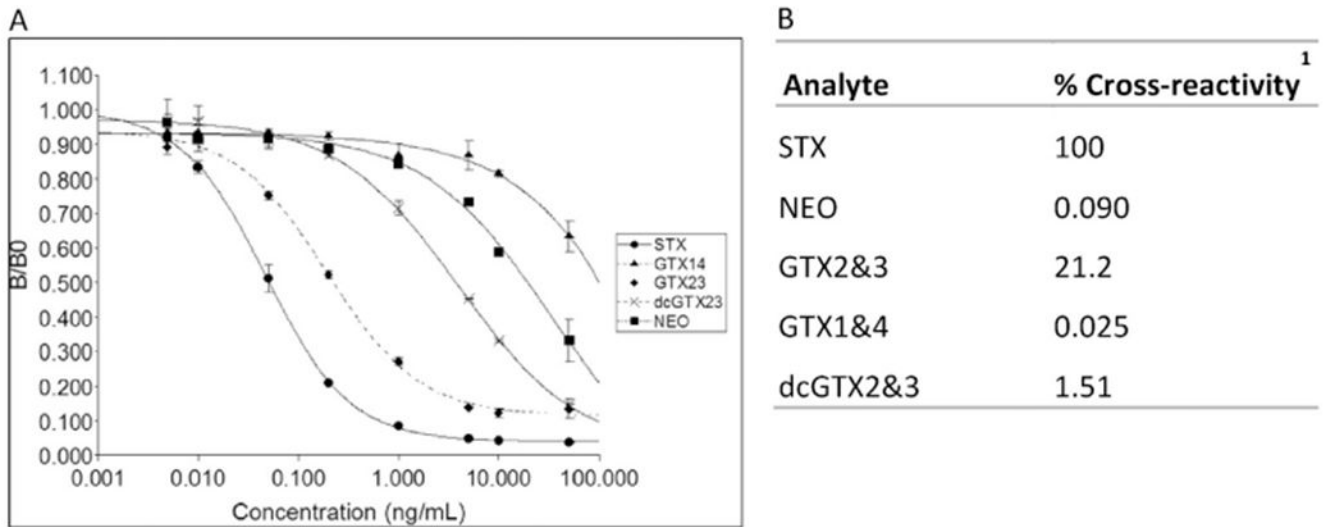 A
1.100
1.000
0.900
0.800
0.700
0.600
0.500
0.400
0.300
0.200
0.100
0.000
B/B0
0.001 0.010 0.100 1.000 10.000 100.000
Concentration (ng/mL)
STX
GTX14
GTX23
dcGTX23
NEO
B
Analyte % Cross-reactivity¹
STX 100
NEO 0.090
GTX2&3 21.2
GTX1&4 0.025
dcGTX2&3 1.51